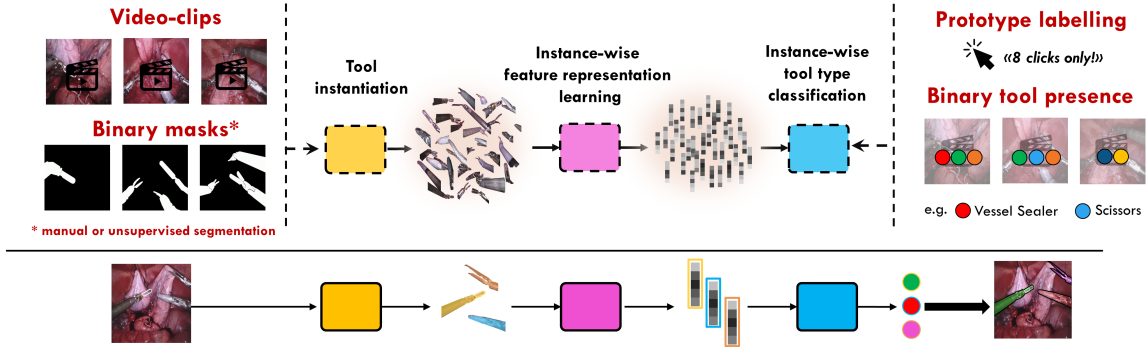 Video-clips
Binary masks*
* manual or unsupervised segmentation
Tool
instantiation
Instance-wise
feature representation
learning
Instance-wise
tool type
classification
Prototype labelling
«8 clicks only!»
Binary tool presence
e.g. Vessel Sealer Scissors